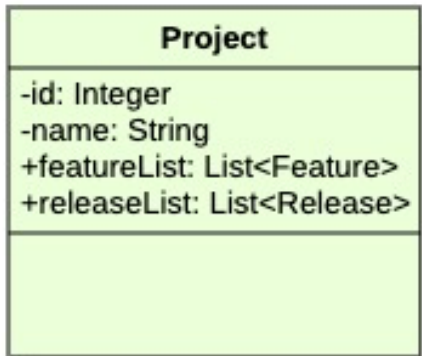 Project
-id: Integer
-name: String
+featureList: List<Feature>
+releaseList: List<Release>